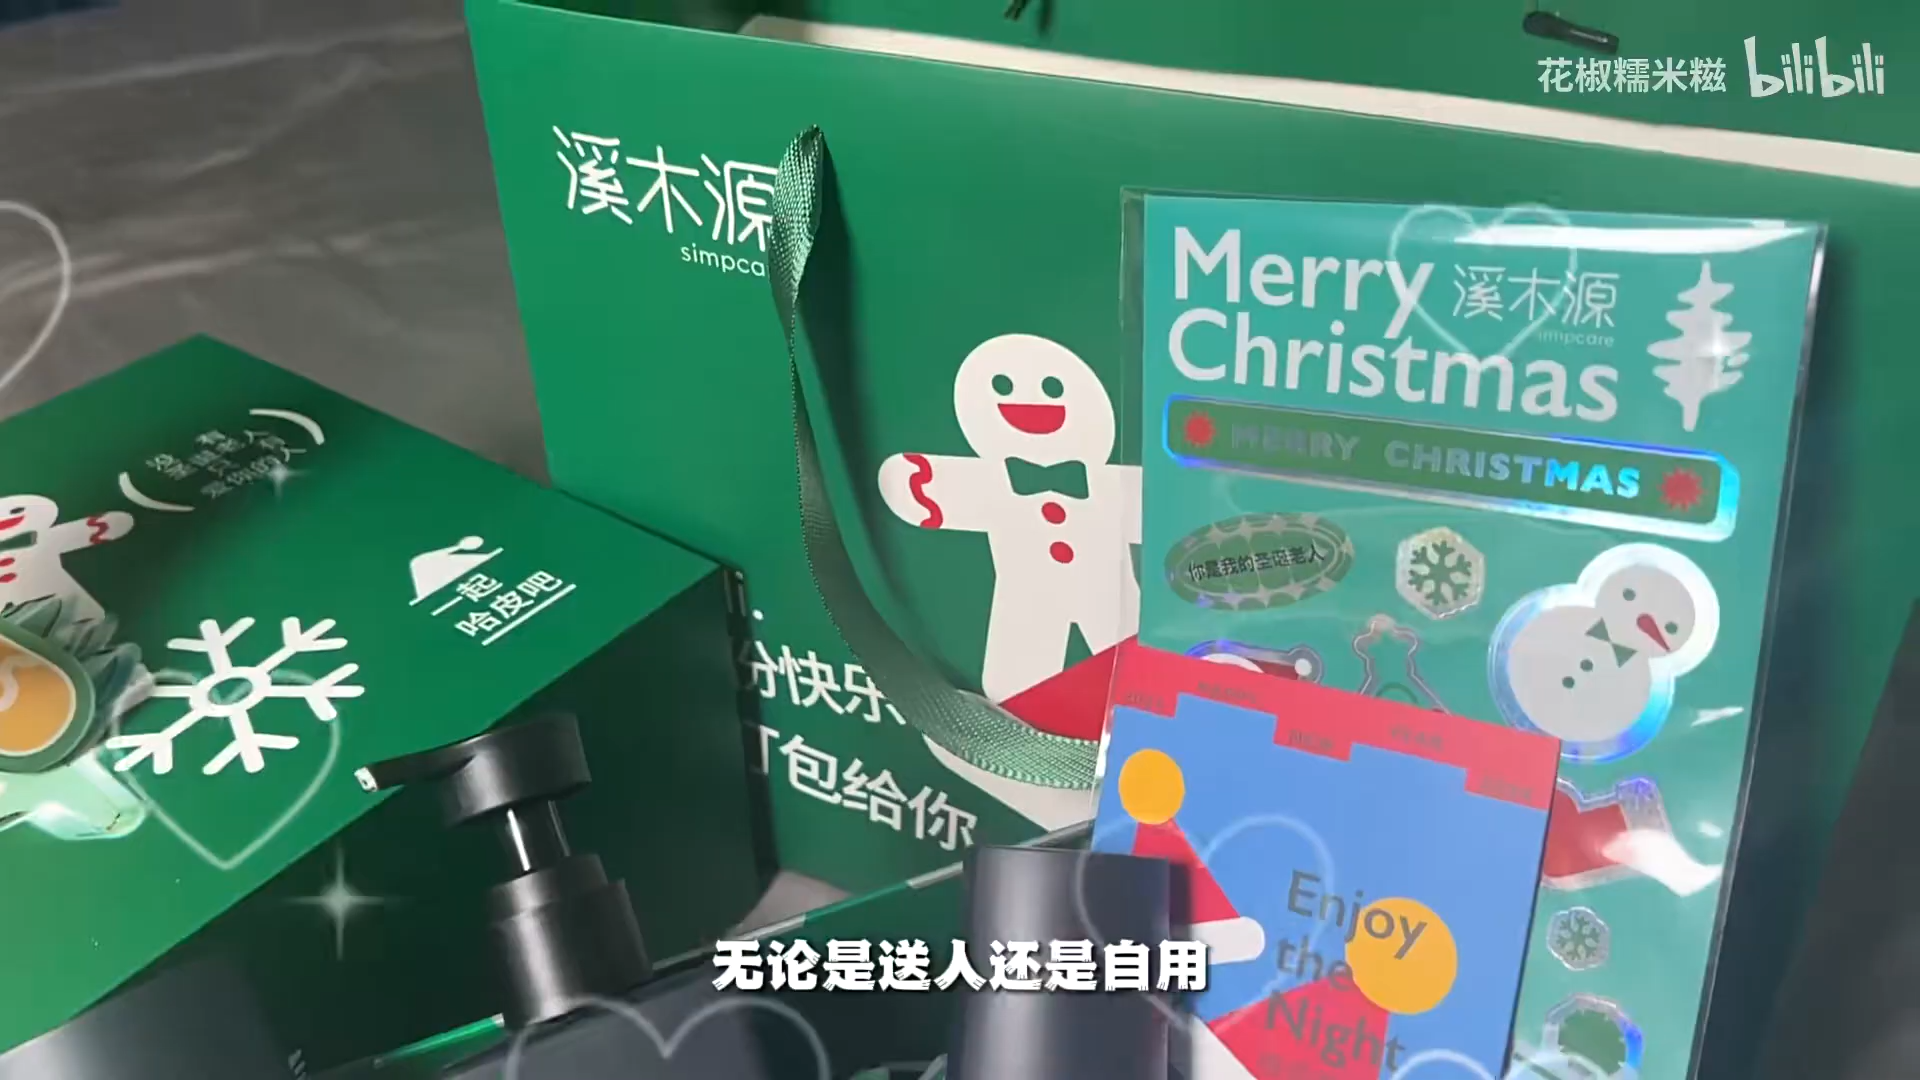 花椒糯米糍 bilibili
溪木源
simpca
Merry
Christmas
溪木源
simpcare
MERRY CHRISTMAS
你是我的圣诞老人
一起
哈皮吧
份快乐
打包给你
Enjoy
the
Night
无论是送人还是自用